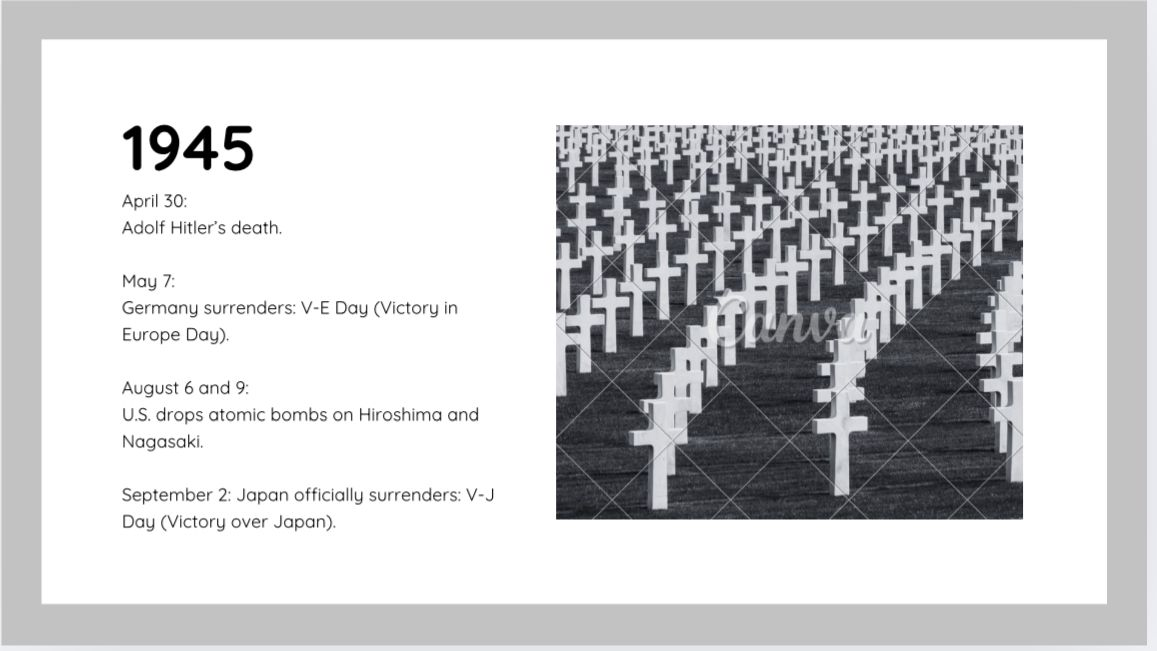 1945
April 30:
Adolf Hitler’s death.
May 7:
Germany surrenders: V-E Day (Victory in
Europe Day).
August 6 and 9:
U.S. drops atomic bombs on Hiroshima and
Nagasaki.
September 2: Japan officially surrenders: V-J
Day (Victory over Japan).
Canva